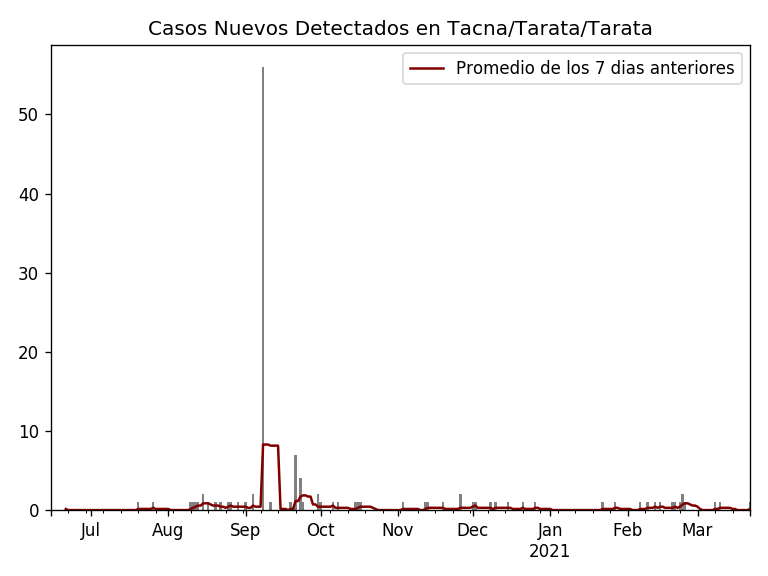 Casos Nuevos Detectados en Tacna/Tarata/Tarata
Promedio de los 7 dias anteriores
50
40
30
20
10
0
Jul Aug Sep Oct Nov Dec Jan Feb Mar
2021